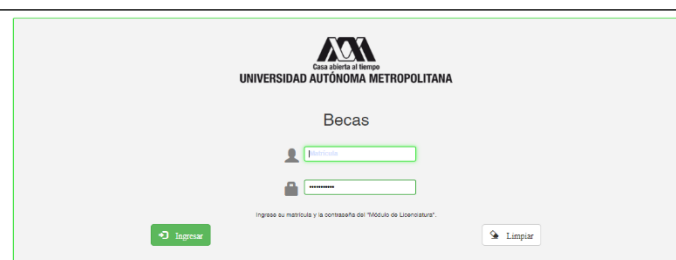 Casa abierta al tiempo
UNIVERSIDAD AUTÓNOMA METROPOLITANA
Becas
Matrícula
••••••••••
Ingrese su matrícula y la contraseña del "Módulo de Licenciatura".
Ingresar
Limpiar